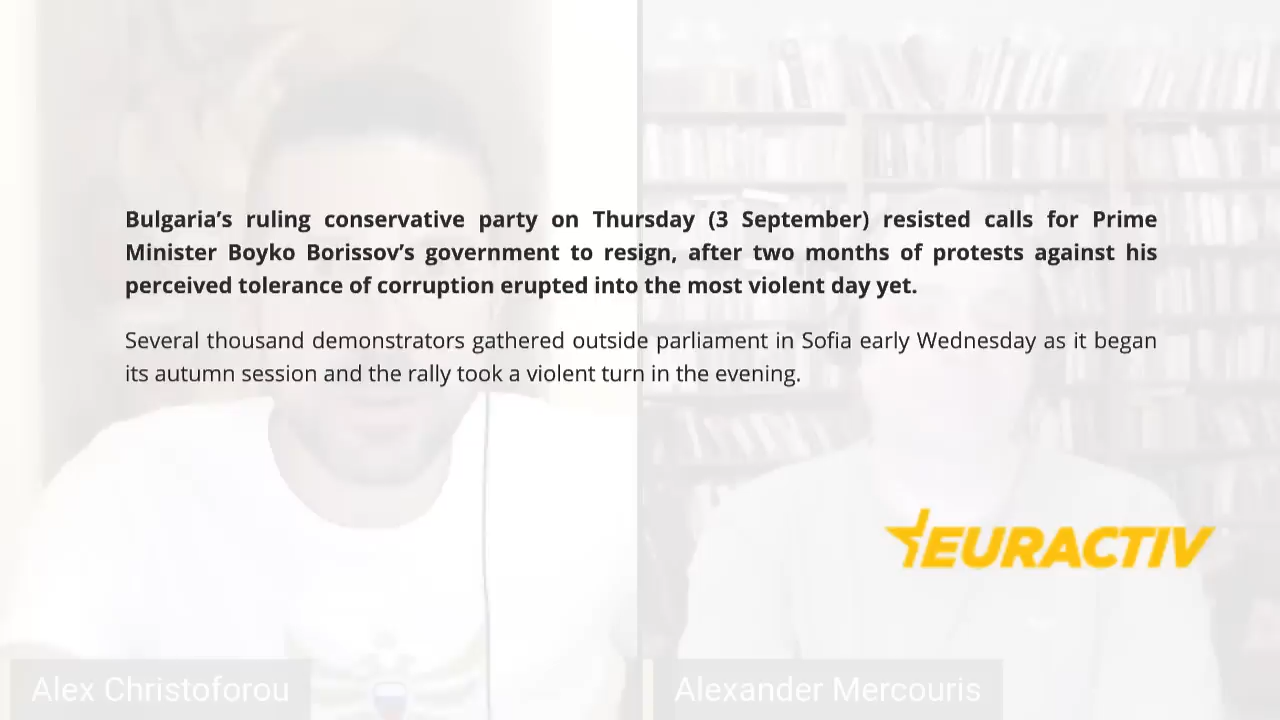 Bulgaria’s ruling conservative party on Thursday (3 September) resisted calls for Prime
Minister Boyko Borissov’s government to resign, after two months of protests against his
perceived tolerance of corruption erupted into the most violent day yet.
Several thousand demonstrators gathered outside parliament in Sofia early Wednesday as it began
its autumn session and the rally took a violent turn in the evening.
EURACTIV
Alex Christoforou
Alexander Mercouris